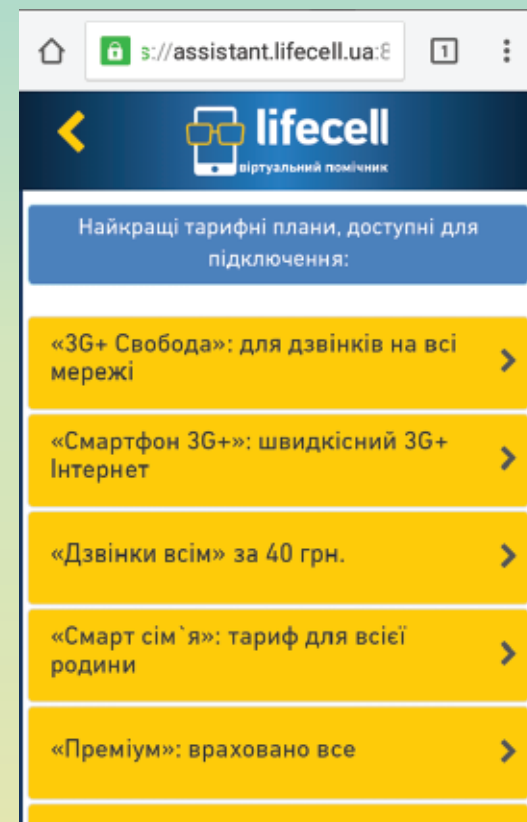 s://assistant.lifecell.ua:8
1
lifecell
віртуальний помічник
Найкращі тарифні плани, доступні для
підключення:
«3G+ Свобода»: для дзвінків на всі
мережі
«Смартфон 3G+»: швидкісний 3G+
Інтернет
«Дзвінки всім» за 40 грн.
«Смарт сім`я»: тариф для всієї
родини
«Преміум»: враховано все